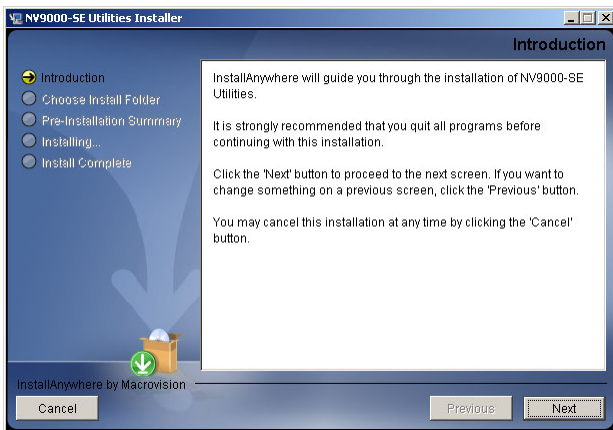 NV9000-SE Utilities Installer
Introduction
Introduction
Choose Install Folder
Pre-Installation Summary
Installing...
Install Complete
InstallAnywhere will guide you through the installation of NV9000-SE
Utilities.
It is strongly recommended that you quit all programs before
continuing with this installation.
Click the 'Next' button to proceed to the next screen. If you want to
change something on a previous screen, click the 'Previous' button.
You may cancel this installation at any time by clicking the 'Cancel'
button.
InstallAnywhere by Macrovision
Cancel
Previous
Next